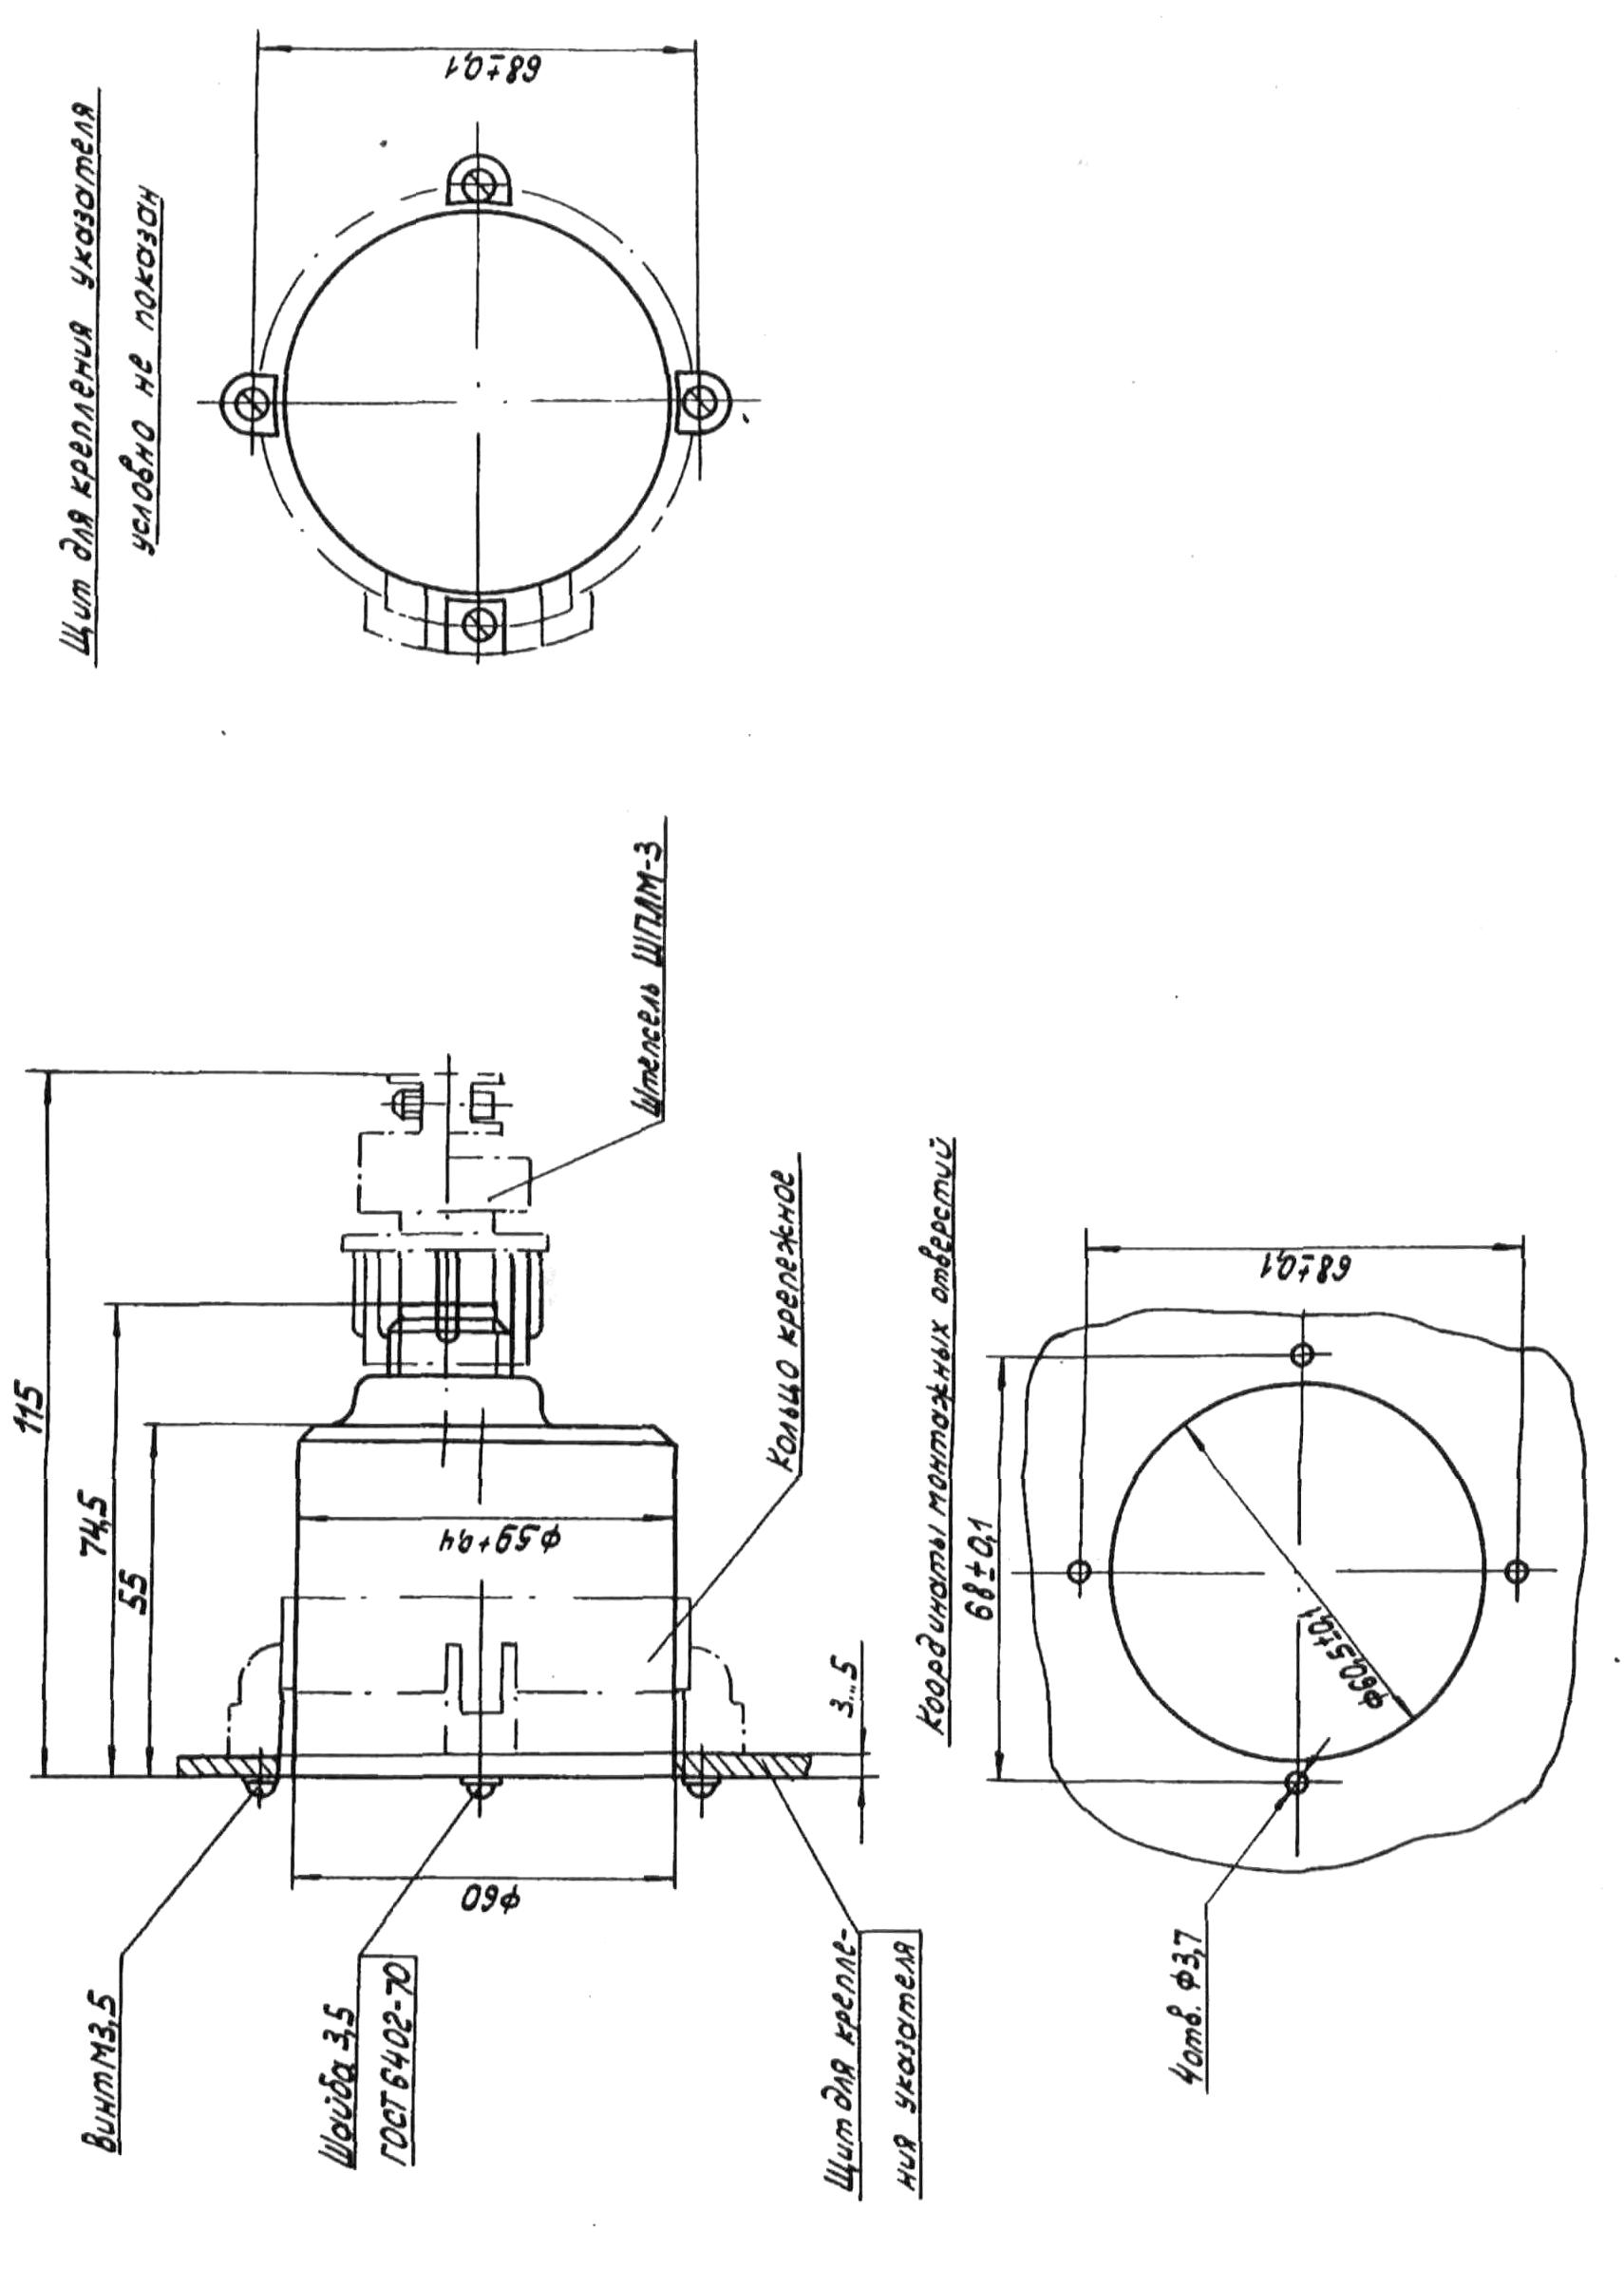 115
74,5
55
Щит для крепления указателя
условно не показан
68±0,1
Винт М3,5
Шайба 3,5
ГОСТ 6402-70
ф60
ф59±0,4
3...5
Штепсель ШПЛМ-3
Кольцо крепежное
Щит для крепле-
ния указателя
Координаты монтажных отверстий
68±0,1
68±0,1
ф60,5±0,1
4 отв. ф3,7